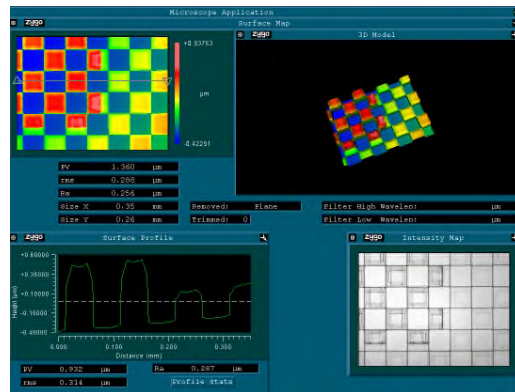 Microscope Application
zygo Surface Map
+0.93753
µm
-0.42251
zygo 3D Model
PV 1.360 µm
rms 0.288 µm
Ra 0.256 µm
Size X 0.35 mm
Size Y 0.26 mm
Removed: Plane
Trimmed: 0
Filter High Wavelen: µm
Filter Low Wavelen: µm
zygo Surface Profile
+0.60000
+0.35000
+0.10000
-0.15000
-0.40000
Height (µm)
0.000 0.100 0.200 0.300
Distance (mm)
PV 0.932 µm
rms 0.314 µm
Ra 0.287 µm
Profile Stats
zygo Intensity Map